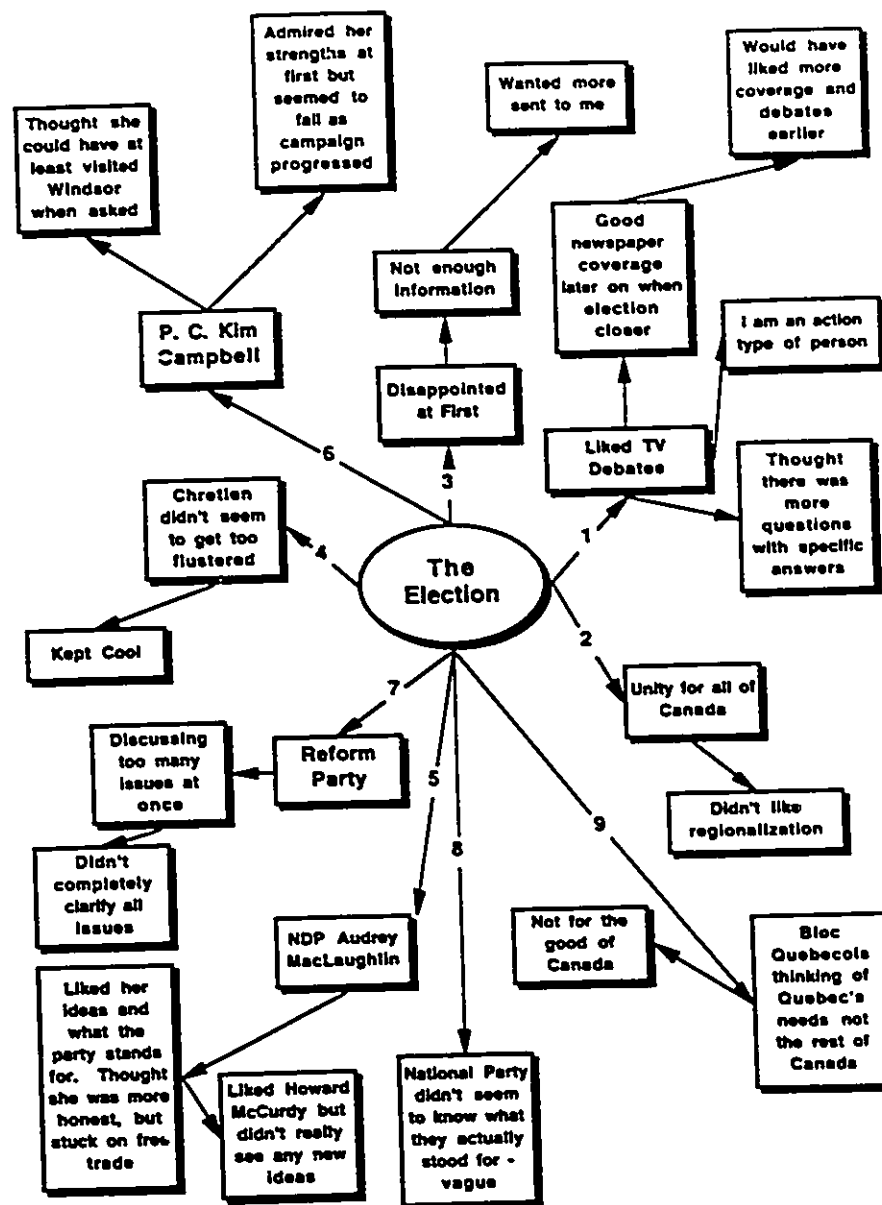 Admired her
strengths at
first but
seemed to
fall as
campaign
progressed
Wanted more
sent to me
Would have
liked more
coverage and
debates
earlier
Thought she
could have at
least visited
Windsor
when asked
Good
newspaper
coverage
later on when
election
closer
Not enough
Information
P. C. Kim
Campbell
I am an action
type of person
Disappointed
at First
Liked TV
Debates
Thought
there was
more
questions
with specific
answers
6
3
1
Chretien
didn't seem
to get too
flustered
4
The
Election
2
Kept Cool
Unity for all of
Canada
7
Discussing
too many
issues at
once
Reform
Party
5
8
9
Didn't like
regionalization
Didn't
completely
clarify all
issues
NDP Audrey
MacLaughlin
Not for the
good of
Canada
Bloc
Quebecois
thinking of
Quebec's
needs not
the rest of
Canada
Liked her
ideas and
what the
party stands
for. Thought
she was more
honest, but
stuck on free
trade
Liked Howard
McCurdy but
didn't really
see any new
ideas
National Party
didn't seem
to know what
they actually
stood for -
vague